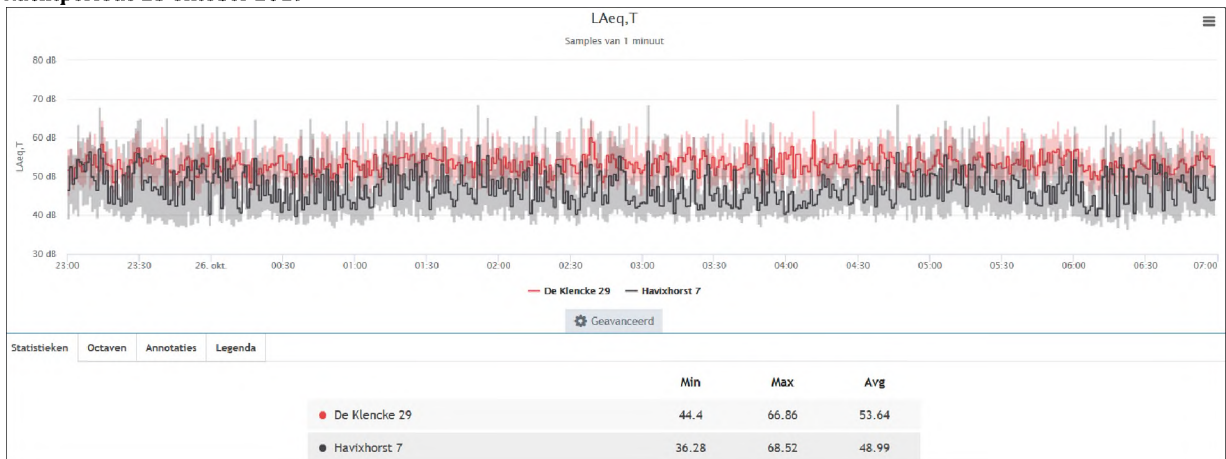 LAeq,T
Samples van 1 minuut
80 dB
70 dB
60 dB
50 dB
40 dB
30 dB
LAeq,T
23:00 23:30 26. okt. 00:30 01:00 01:30 02:00 02:30 03:00 03:30 04:00 04:30 05:00 05:30 06:00 06:30 07:00
De Klencke 29 Havixhorst 7
Geavanceerd
Statistieken Octaven Annotaties Legenda
Min Max Avg
De Klencke 29 44.4 66.86 53.64
Havixhorst 7 36.28 68.52 48.99